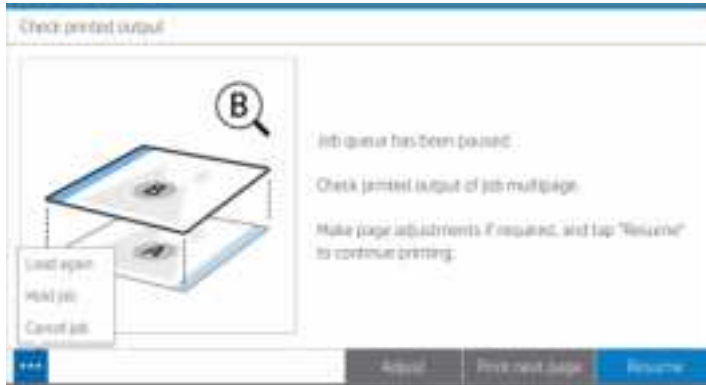 Check printed output
B
Job queue has been paused.
Check printed output of job multipage.
B
Make page adjustments if required, and tap "Resume"
to continue printing.
A
Load again
Hold job
Cancel job
Adjust
Print next page
Resume